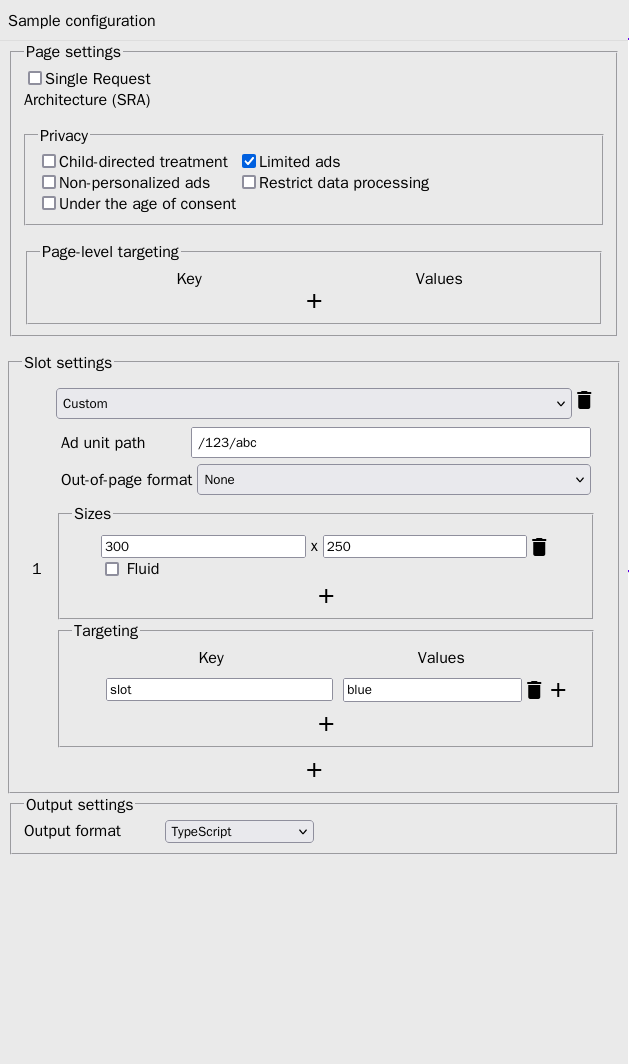 Sample configuration
Page settings
Single Request
Architecture (SRA)
Privacy
Child-directed treatment Limited ads
Non-personalized ads Restrict data processing
Under the age of consent
Page-level targeting
Key Values
+
Slot settings
Custom
Ad unit path /123/abc
Out-of-page format None
Sizes
300 x 250
1 Fluid
+
Targeting
Key Values
slot blue +
+
+
Output settings
Output format TypeScript